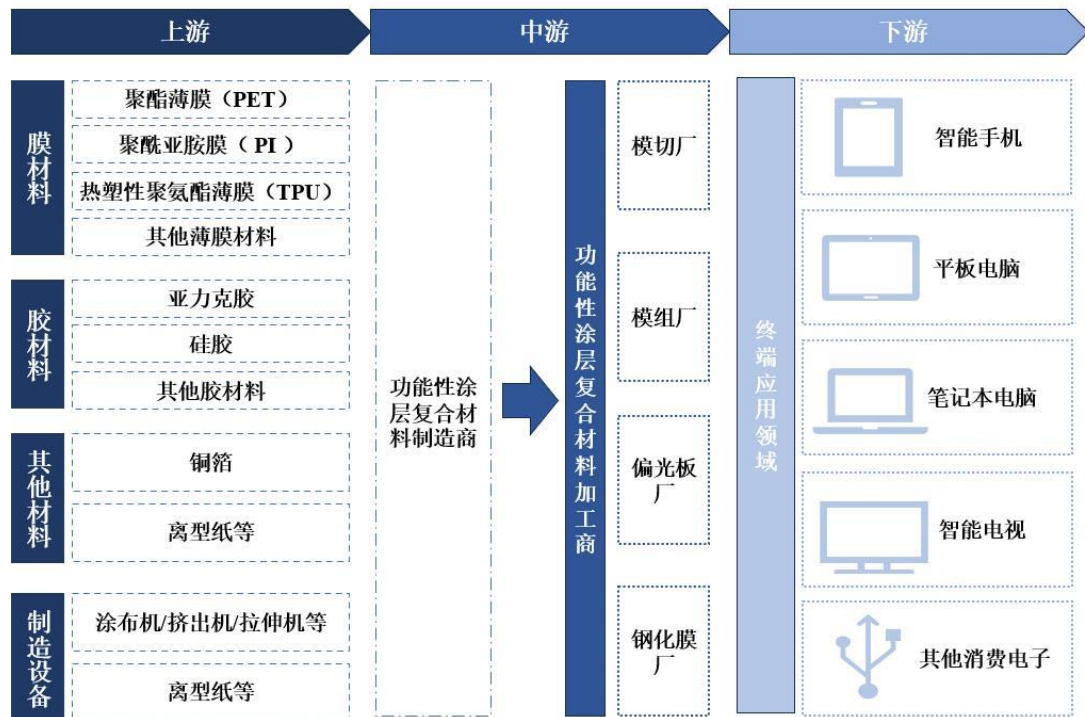 上游
中游
下游
膜材料
聚酯薄膜（PET）
聚酰亚胺膜（ PI ）
热塑性聚氨酯薄膜（TPU）
其他薄膜材料
胶材料
亚力克胶
硅胶
其他胶材料
其他材料
铜箔
离型纸等
制造设备
涂布机/挤出机/拉伸机等
离型纸等
功能性涂
层复合材
料制造商
功能性涂层复合材料加工商
模切厂
模组厂
偏光板
厂
钢化膜
厂
终端应用领域
智能手机
平板电脑
笔记本电脑
智能电视
其他消费电子